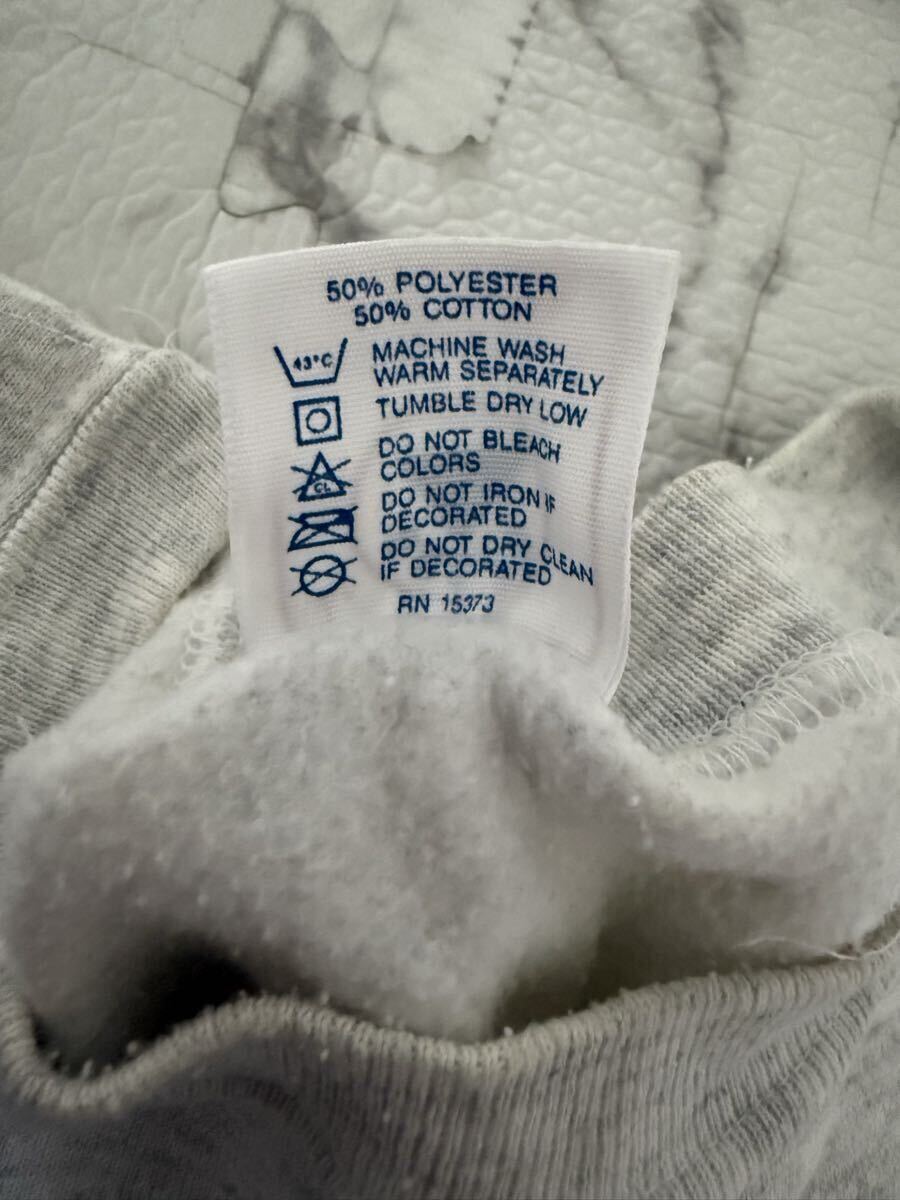 50% POLYESTER
50% COTTON
43°C
MACHINE WASH
WARM SEPARATELY
TUMBLE DRY LOW
DO NOT BLEACH
COLORS
CL
DO NOT IRON IF
DECORATED
DO NOT DRY CLEAN
IF DECORATED
RN 15373